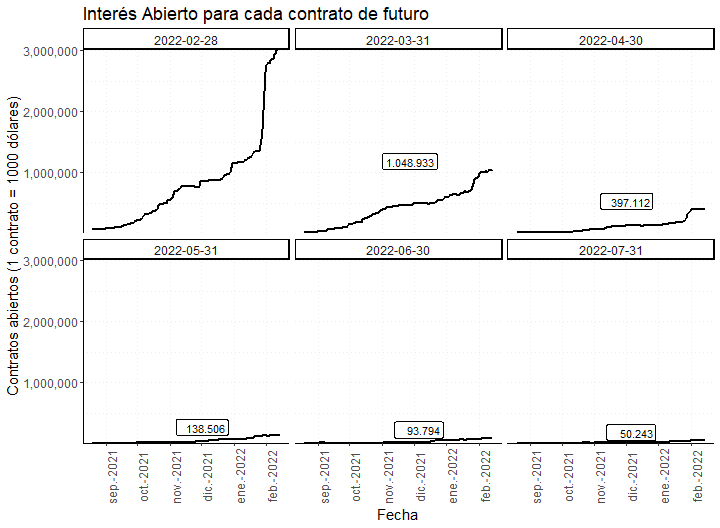 Interés Abierto para cada contrato de futuro
2022-02-28 2022-03-31 2022-04-30
3,000,000
2,000,000
1,000,000
1.048.933
397.112
2022-05-31 2022-06-30 2022-07-31
3,000,000
2,000,000
1,000,000
138.506
93.794
50.243
Contratos abiertos (1 contrato = 1000 dólares)
sep.-2021 oct.-2021 nov.-2021 dic.-2021 ene.-2022 feb.-2022
sep.-2021 oct.-2021 nov.-2021 dic.-2021 ene.-2022 feb.-2022
sep.-2021 oct.-2021 nov.-2021 dic.-2021 ene.-2022 feb.-2022
Fecha